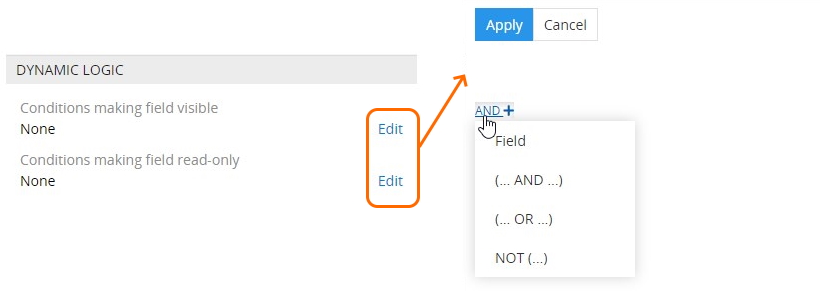 Apply Cancel
DYNAMIC LOGIC
Conditions making field visible
None Edit
Conditions making field read-only
None Edit
AND +
Field
(... AND ...)
(... OR ...)
NOT (...)